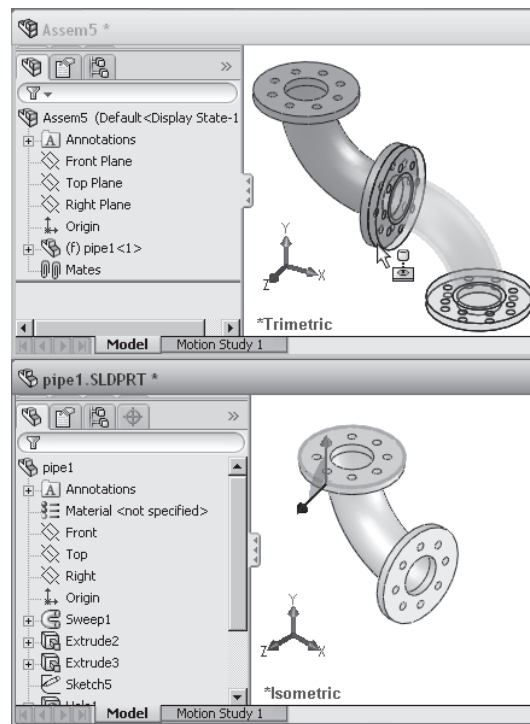 Assem5 *
»
Assem5 (Default<Display State-1
A Annotations
Front Plane
Top Plane
Right Plane
Origin
(f) pipe1<1>
Mates
Y
Z
X
*Trimetric
Model
Motion Study 1
pipe1.SLDPRT *
»
pipe1
A Annotations
Material <not specified>
Front
Top
Right
Origin
Sweep1
Extrude2
Extrude3
Sketch5
Hole1
Y
Z
X
*Isometric
Model
Motion Study 1